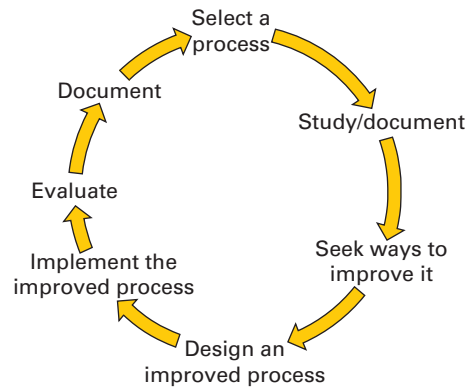 Select a
process
Study/document
Seek ways to
improve it
Design an
improved process
Implement the
improved process
Evaluate
Document